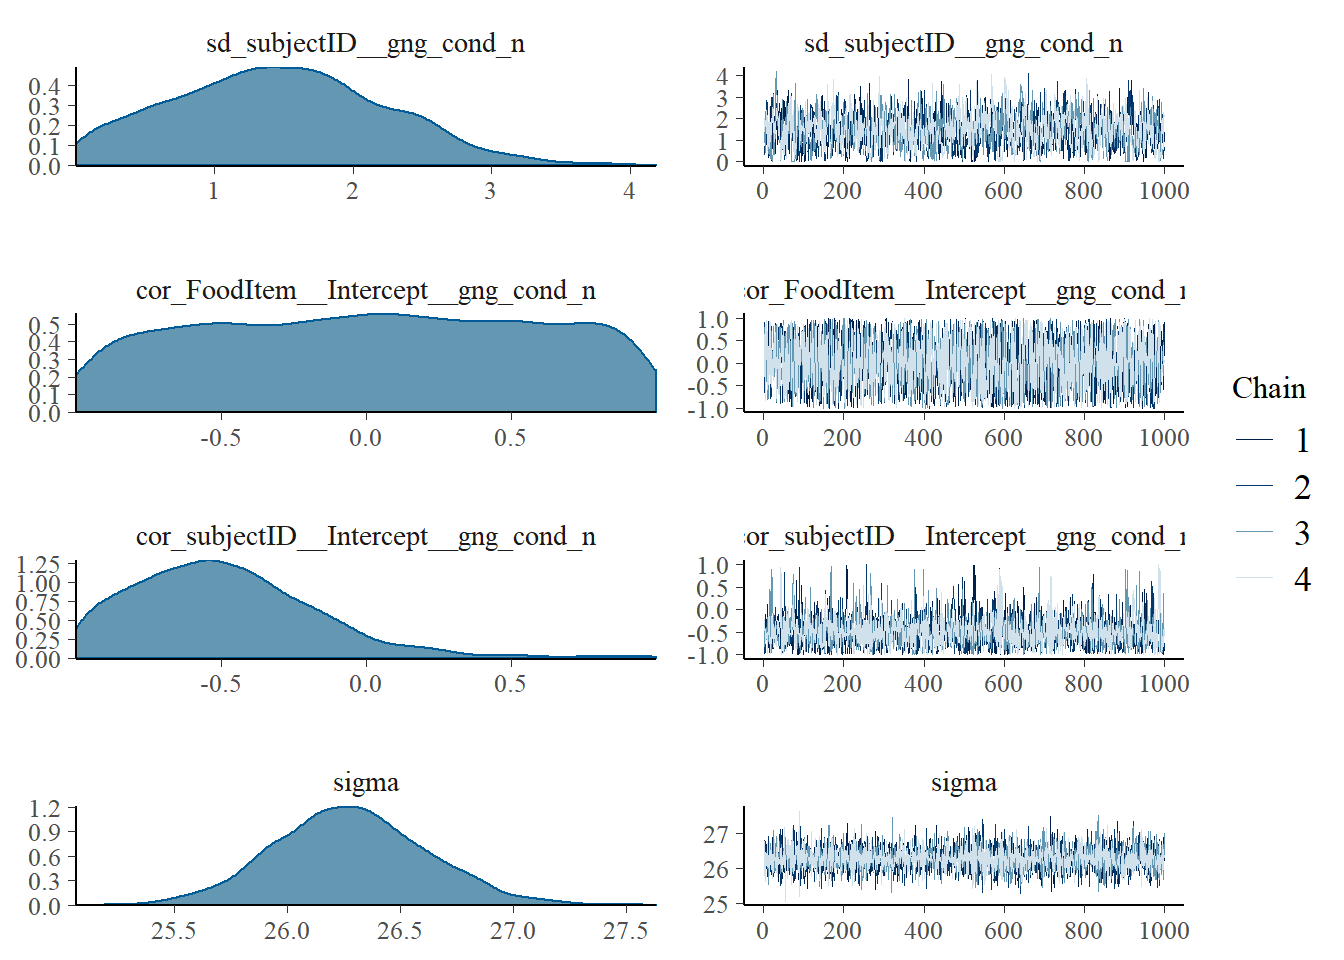 sd_subjectID__gng_cond_n
0.4
0.3
0.2
0.1
0.0
1 2 3 4
sd_subjectID__gng_cond_n
4
3
2
1
0
0 200 400 600 800 1000
cor_FoodItem__Intercept__gng_cond_n
0.5
0.4
0.3
0.2
0.1
0.0
-0.5 0.0 0.5
cor_FoodItem__Intercept__gng_cond_n
1.0
0.5
0.0
-0.5
-1.0
0 200 400 600 800 1000
cor_subjectID__Intercept__gng_cond_n
1.25
1.00
0.75
0.50
0.25
0.00
-0.5 0.0 0.5
cor_subjectID__Intercept__gng_cond_n
1.0
0.5
0.0
-0.5
-1.0
0 200 400 600 800 1000
sigma
1.2
0.9
0.6
0.3
0.0
25.5 26.0 26.5 27.0 27.5
sigma
27
26
25
0 200 400 600 800 1000
Chain
1
2
3
4